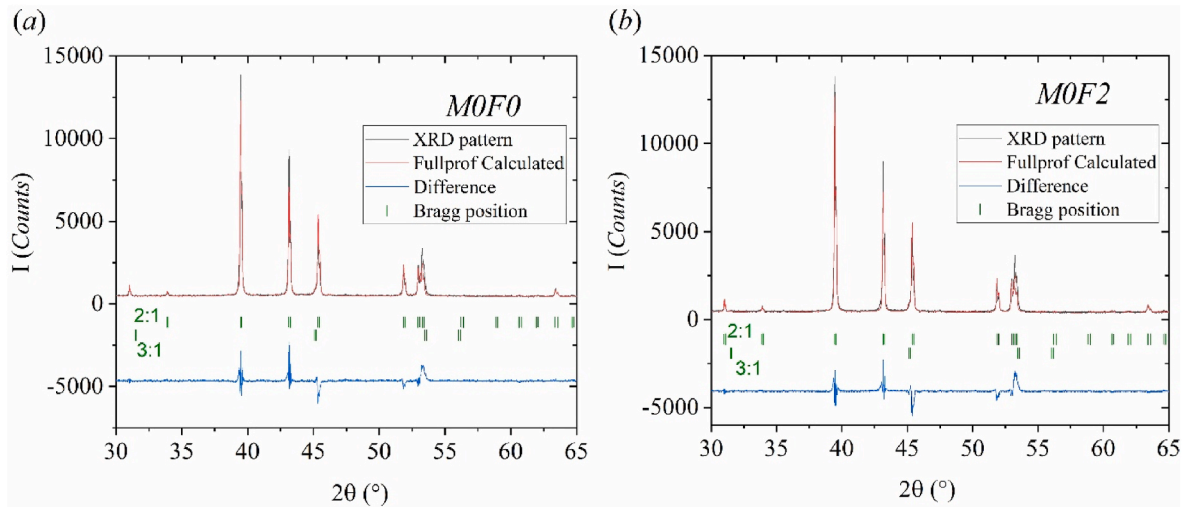 (a)
15000
10000
5000
0
-5000
I (Counts)
M0F0
XRD pattern
Fullprof Calculated
Difference
Bragg position
2:1
3:1
30 35 40 45 50 55 60 65
2θ (°)
(b)
15000
10000
5000
0
-5000
I (Counts)
M0F2
XRD pattern
Fullprof Calculated
Difference
Bragg position
2:1
3:1
30 35 40 45 50 55 60 65
2θ (°)